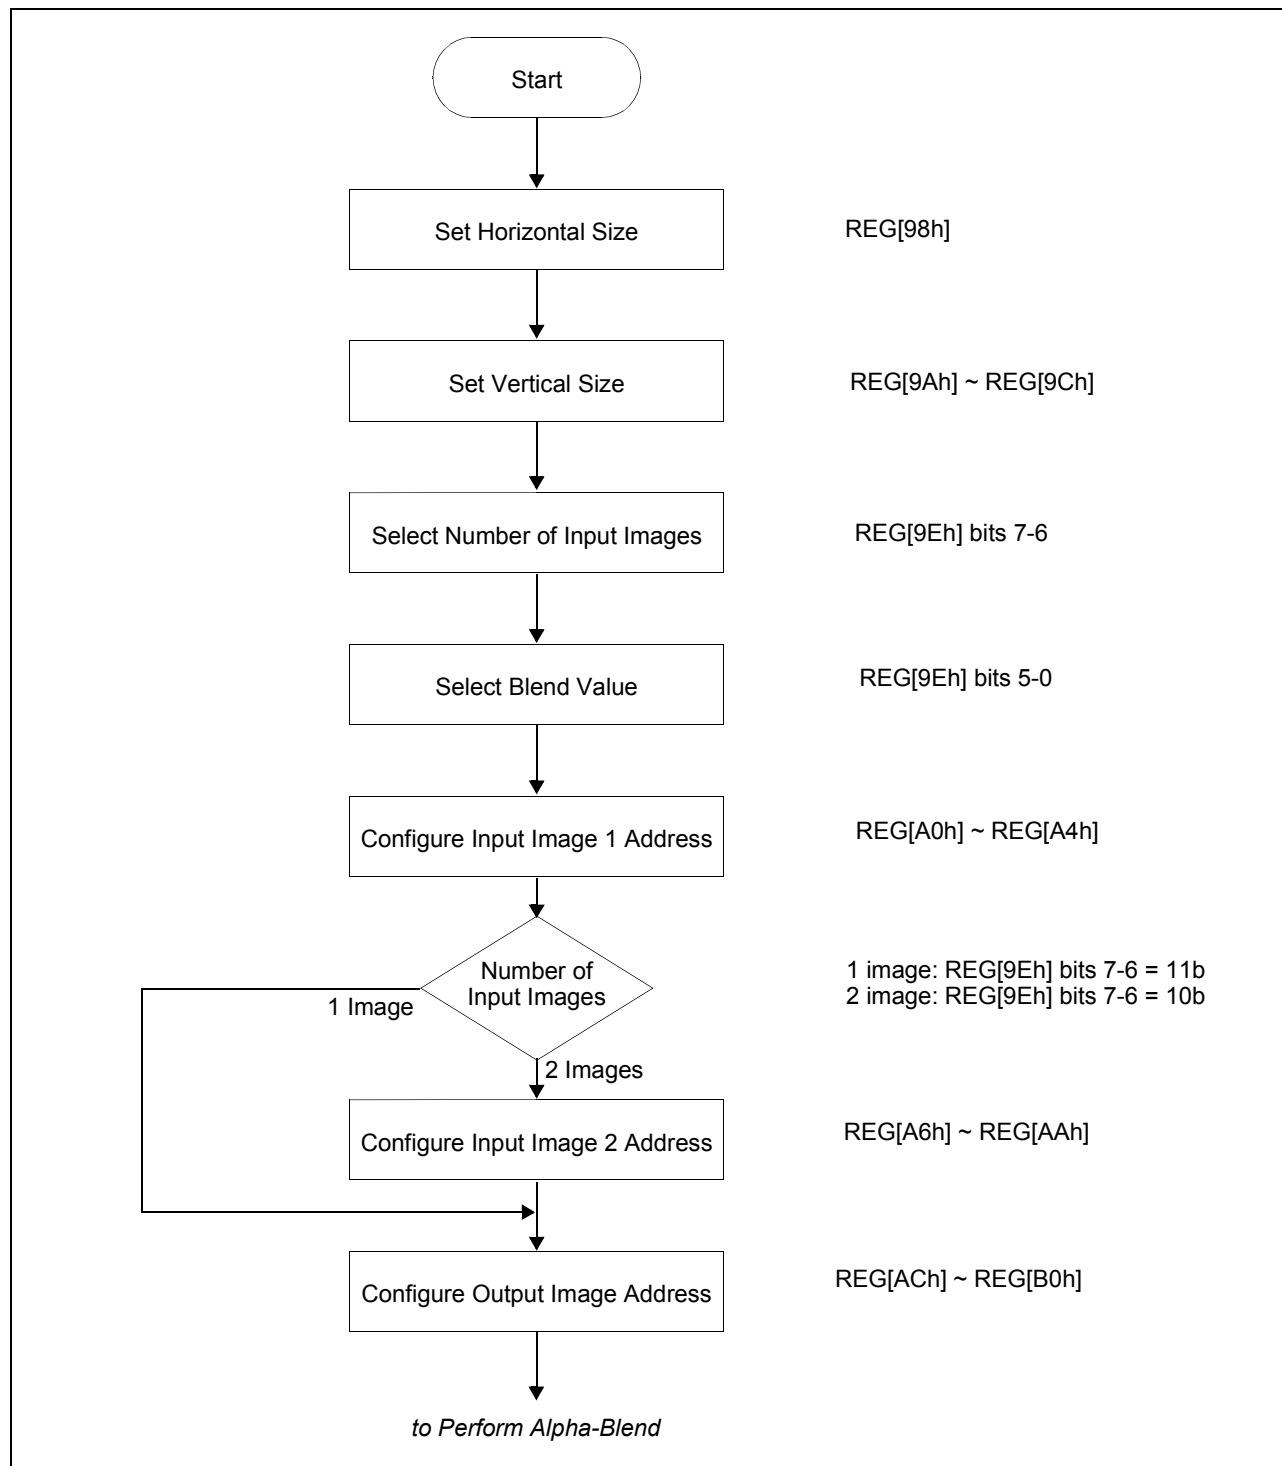 Start
Set Horizontal Size
REG[98h]
Set Vertical Size
REG[9Ah] ~ REG[9Ch]
Select Number of Input Images
REG[9Eh] bits 7-6
Select Blend Value
REG[9Eh] bits 5-0
Configure Input Image 1 Address
REG[A0h] ~ REG[A4h]
Number of
Input Images
1 image: REG[9Eh] bits 7-6 = 11b
2 image: REG[9Eh] bits 7-6 = 10b
1 Image
2 Images
Configure Input Image 2 Address
REG[A6h] ~ REG[AAh]
Configure Output Image Address
REG[ACh] ~ REG[B0h]
to Perform Alpha-Blend